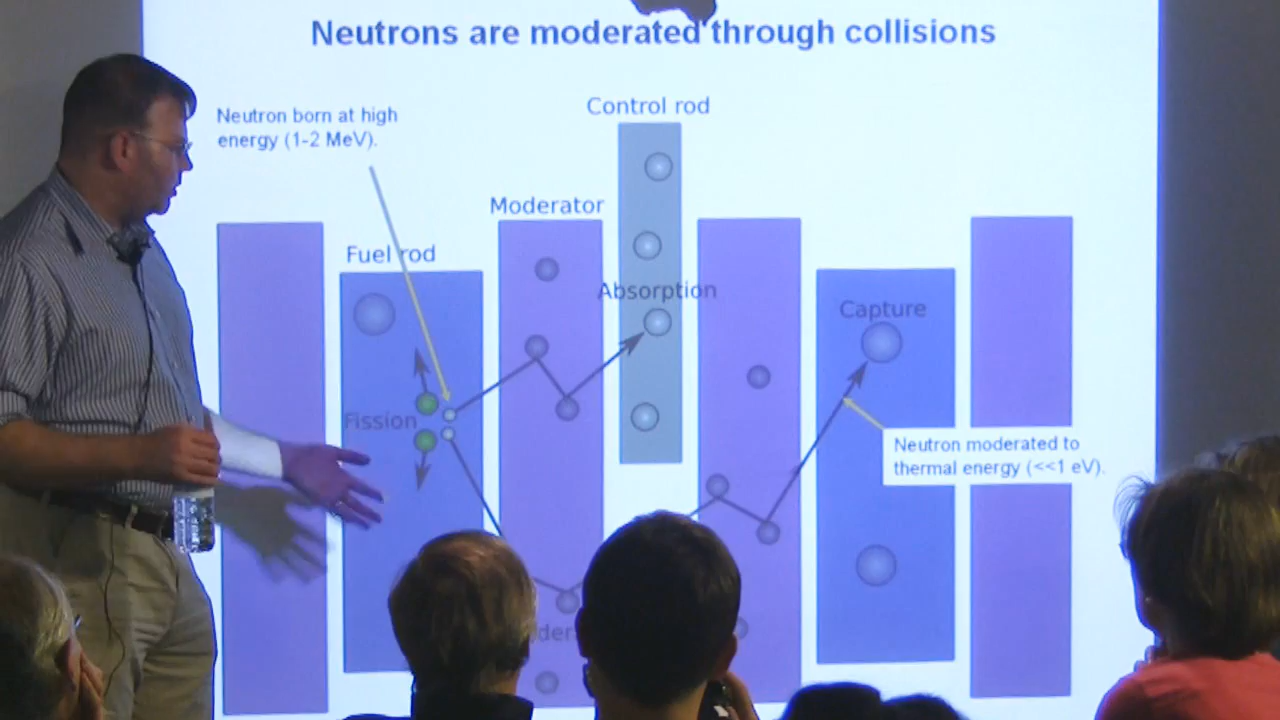 Neutrons are moderated through collisions
Control rod
Neutron born at high
energy (1-2 MeV).
Moderator
Fuel rod
Absorption
Capture
Fission
Neutron moderated to
thermal energy (<<1 eV).